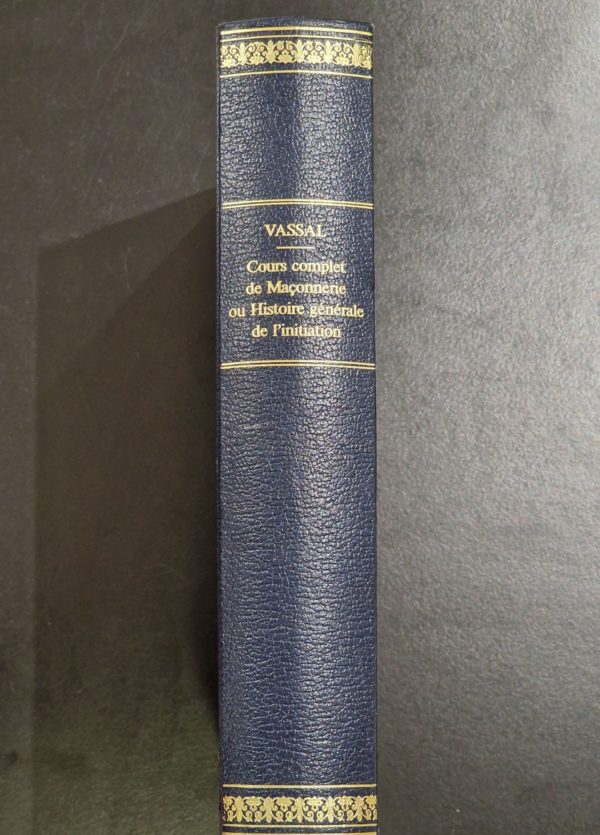 VASSAL
Cours complet
de Maçonnerie
ou Histoire générale
de l'initiation